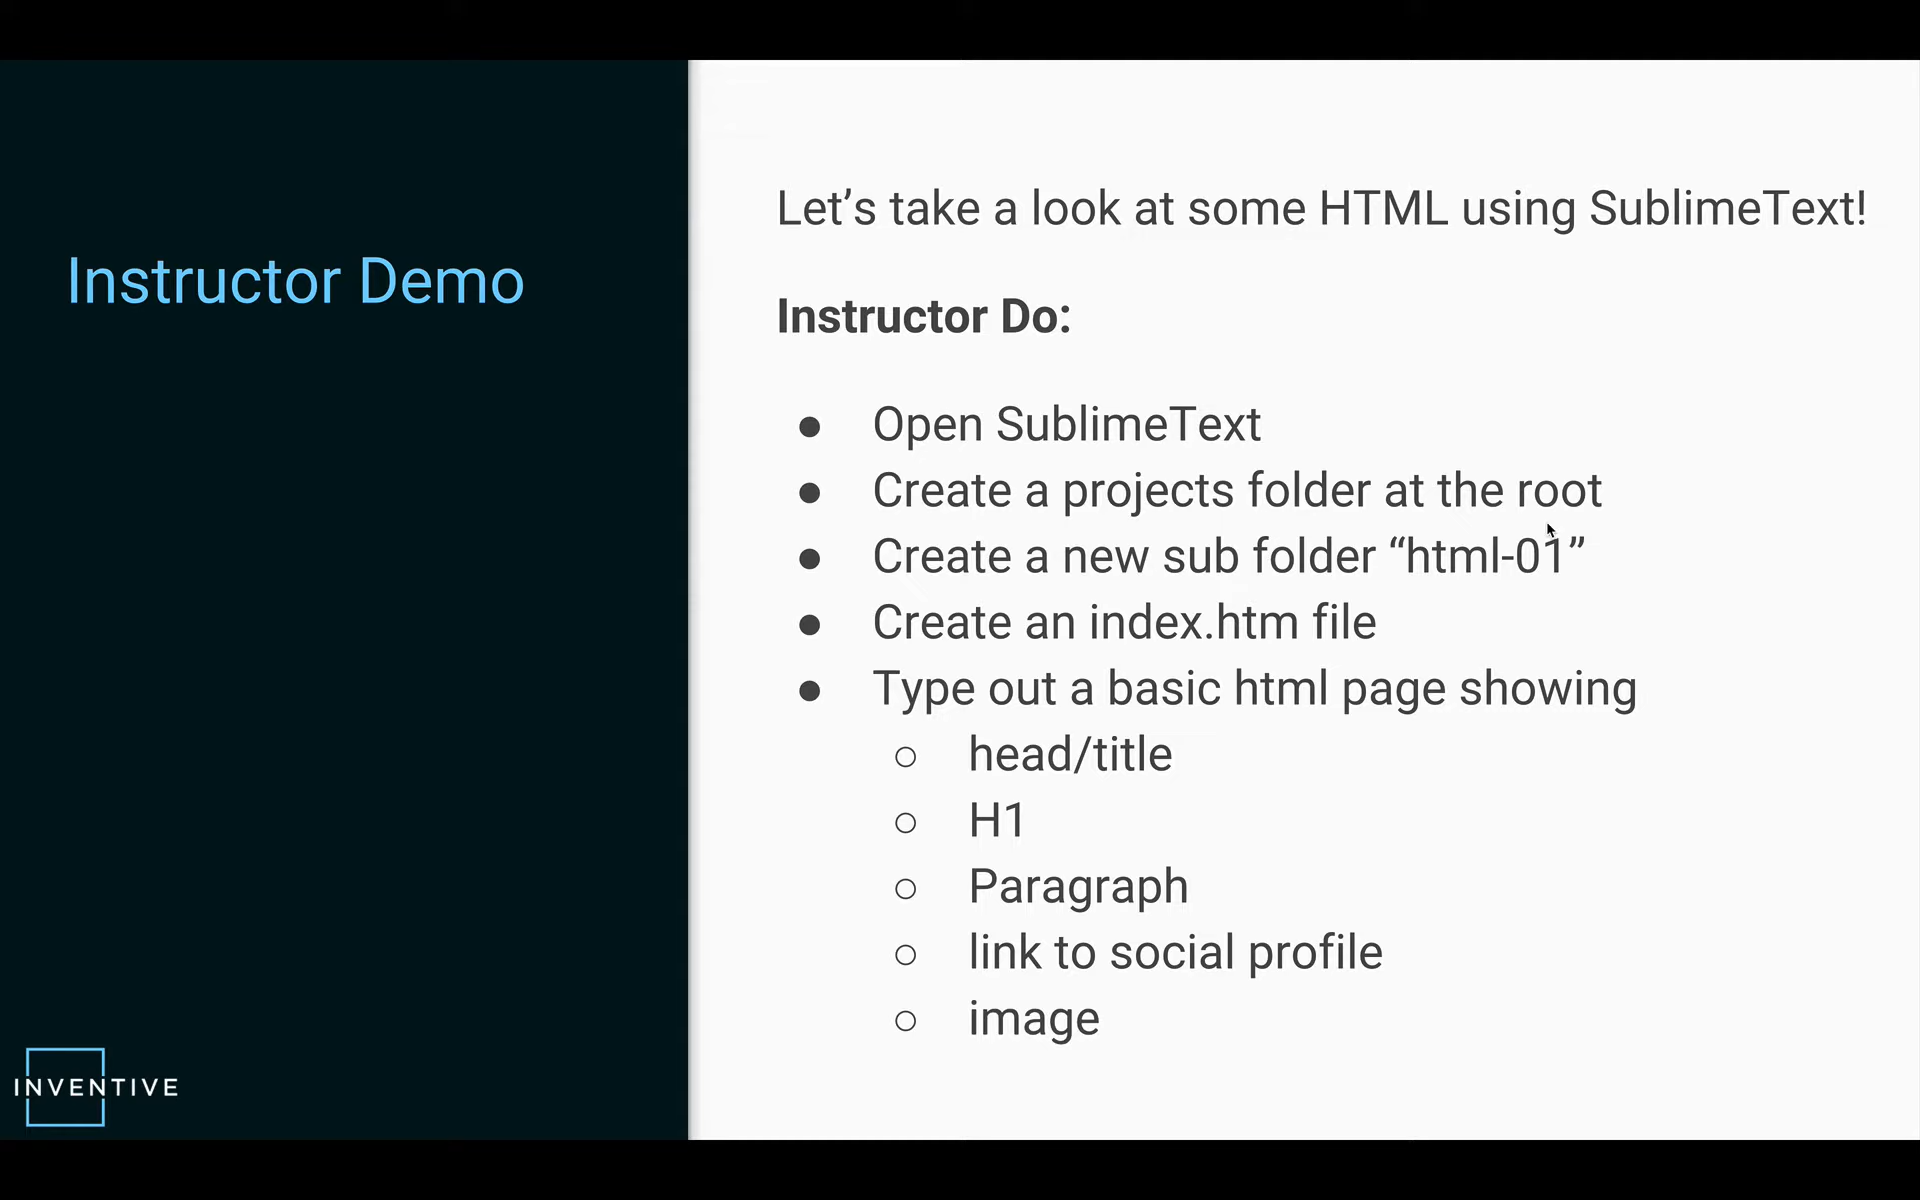 Instructor Demo
Let’s take a look at some HTML using SublimeText!
Instructor Do:
● Open SublimeText
● Create a projects folder at the root
● Create a new sub folder “html-01”
● Create an index.htm file
● Type out a basic html page showing
○ head/title
○ H1
○ Paragraph
○ link to social profile
○ image
INVENTIVE